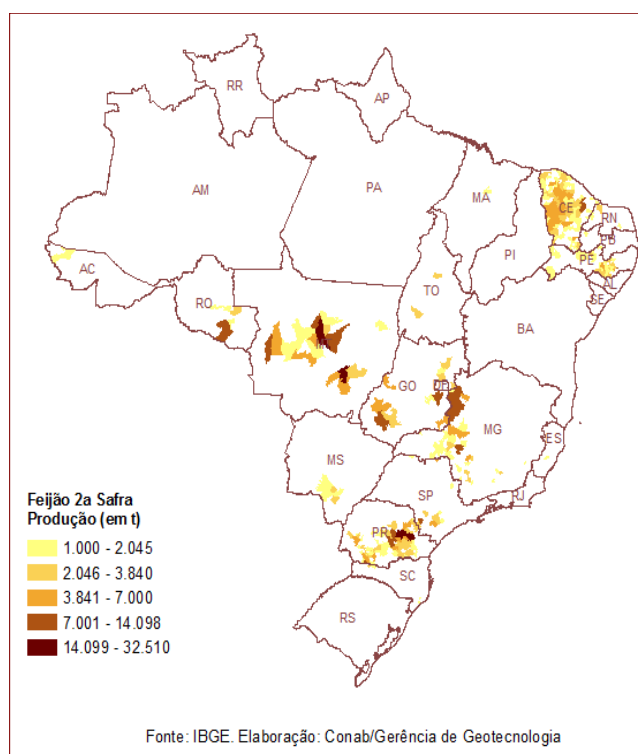 RR
AP
AM
PA
MA
CE
RN
PB
PI
PE
AL
SE
AC
TO
RO
BA
GO
DF
MG
ES
MS
SP
RJ
PR
SC
RS
Feijão 2a Safra
Produção (em t)
1.000 - 2.045
2.046 - 3.840
3.841 - 7.000
7.001 - 14.098
14.099 - 32.510
Fonte: IBGE. Elaboração: Conab/Gerência de Geotecnologia